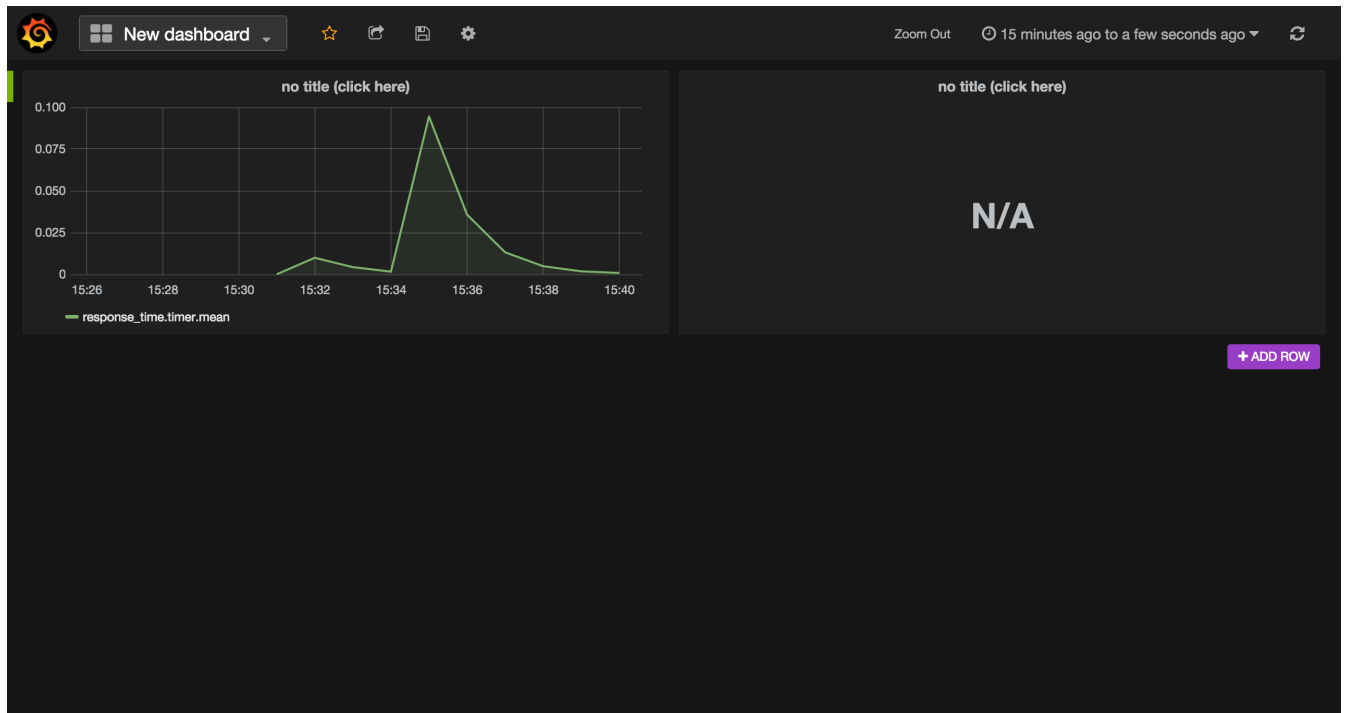 New dashboard
Zoom Out
15 minutes ago to a few seconds ago
no title (click here)
0.100
0.075
0.050
0.025
0
15:26 15:28 15:30 15:32 15:34 15:36 15:38 15:40
response_time.timer.mean
no title (click here)
N/A
+ ADD ROW